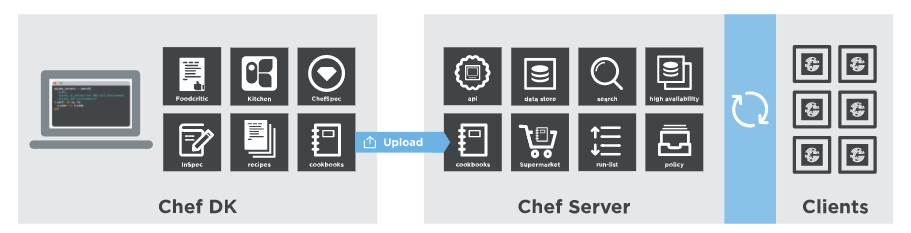 Foodcritic
Kitchen
ChefSpec
InSpec
recipes
cookbooks
Chef DK
Upload
api
data store
search
high availability
cookbooks
Supermarket
run-list
policy
Chef Server
Clients